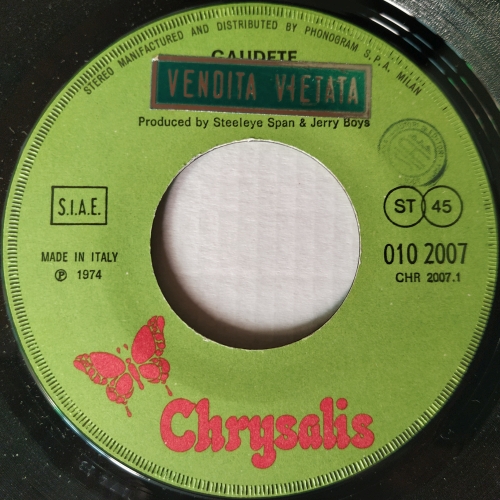 STEREO MANUFACTURED AND DISTRIBUTED BY PHONOGRAM S.P.A. MILAN
GAUDETE
VENDITA VIETATA
Produced by Steeleye Span & Jerry Boys
S.I.A.E.
ST 45
MADE IN ITALY
010 2007
Ⓟ 1974
CHR 2007.1
Chrysalis